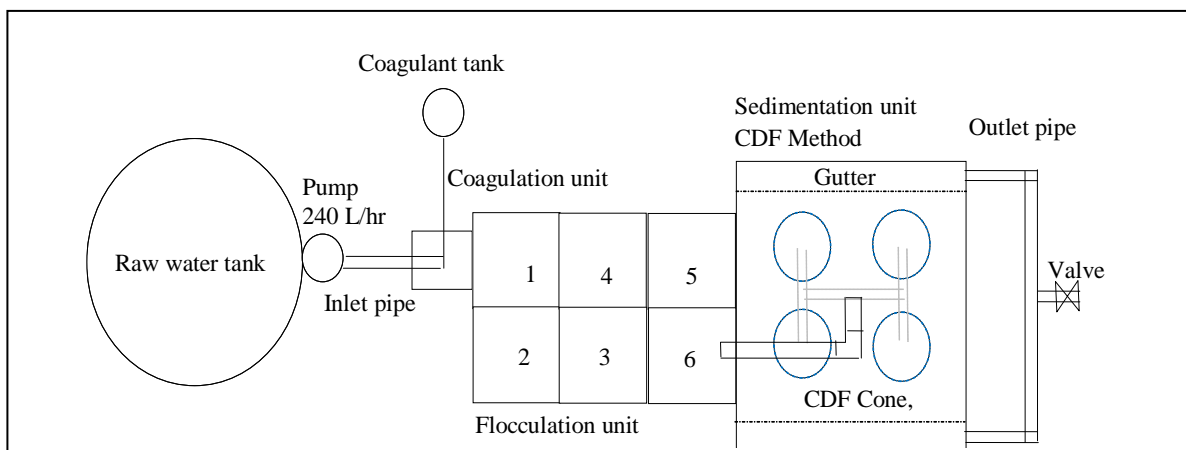 Coagulant tank
Sedimentation unit
CDF Method
Outlet pipe
Pump
240 L/hr
Coagulation unit
Gutter
Raw water tank
Inlet pipe
1
4
5
2
3
6
Valve
CDF Cone,
Flocculation unit